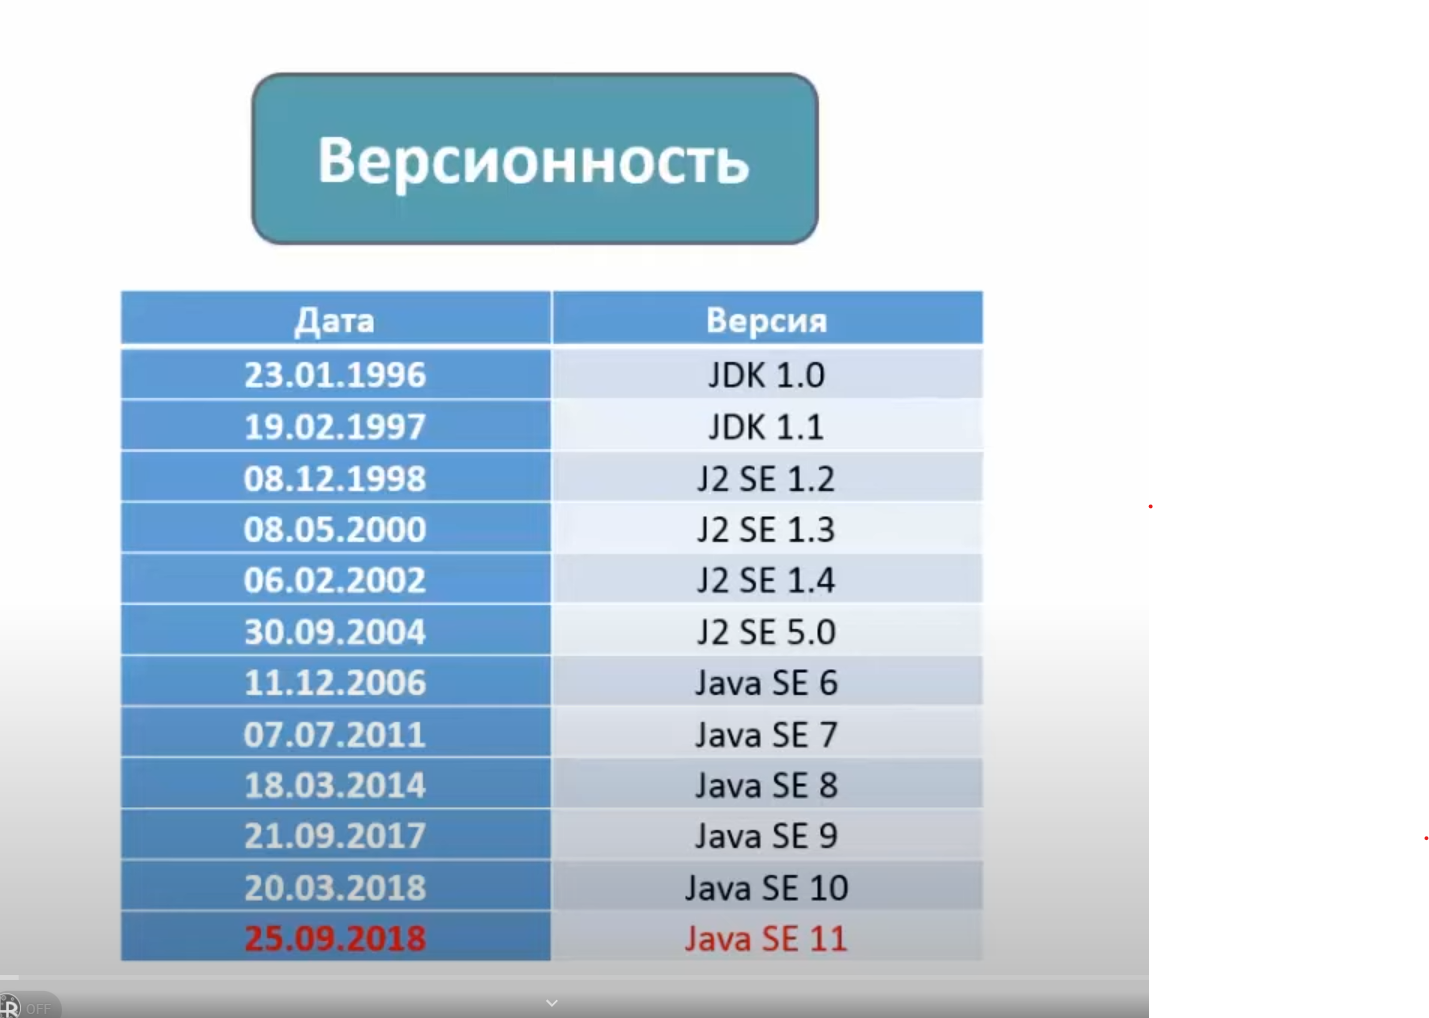 Версионность
Дата Версия
23.01.1996 JDK 1.0
19.02.1997 JDK 1.1
08.12.1998 J2 SE 1.2
08.05.2000 J2 SE 1.3
06.02.2002 J2 SE 1.4
30.09.2004 J2 SE 5.0
11.12.2006 Java SE 6
07.07.2011 Java SE 7
18.03.2014 Java SE 8
21.09.2017 Java SE 9
20.03.2018 Java SE 10
25.09.2018 Java SE 11
R OFF